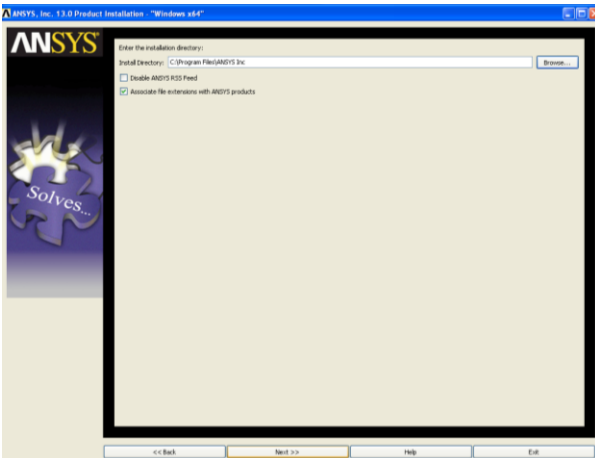 ANSYS, Inc. 13.0 Product Installation - "Windows x64"
ANSYS
Enter the installation directory:
Install Directory: C:\Program Files\ANSYS Inc
Browse...
Disable ANSYS RSS Feed
Associate file extensions with ANSYS products
Solves...
<< Back Next >> Help Exit